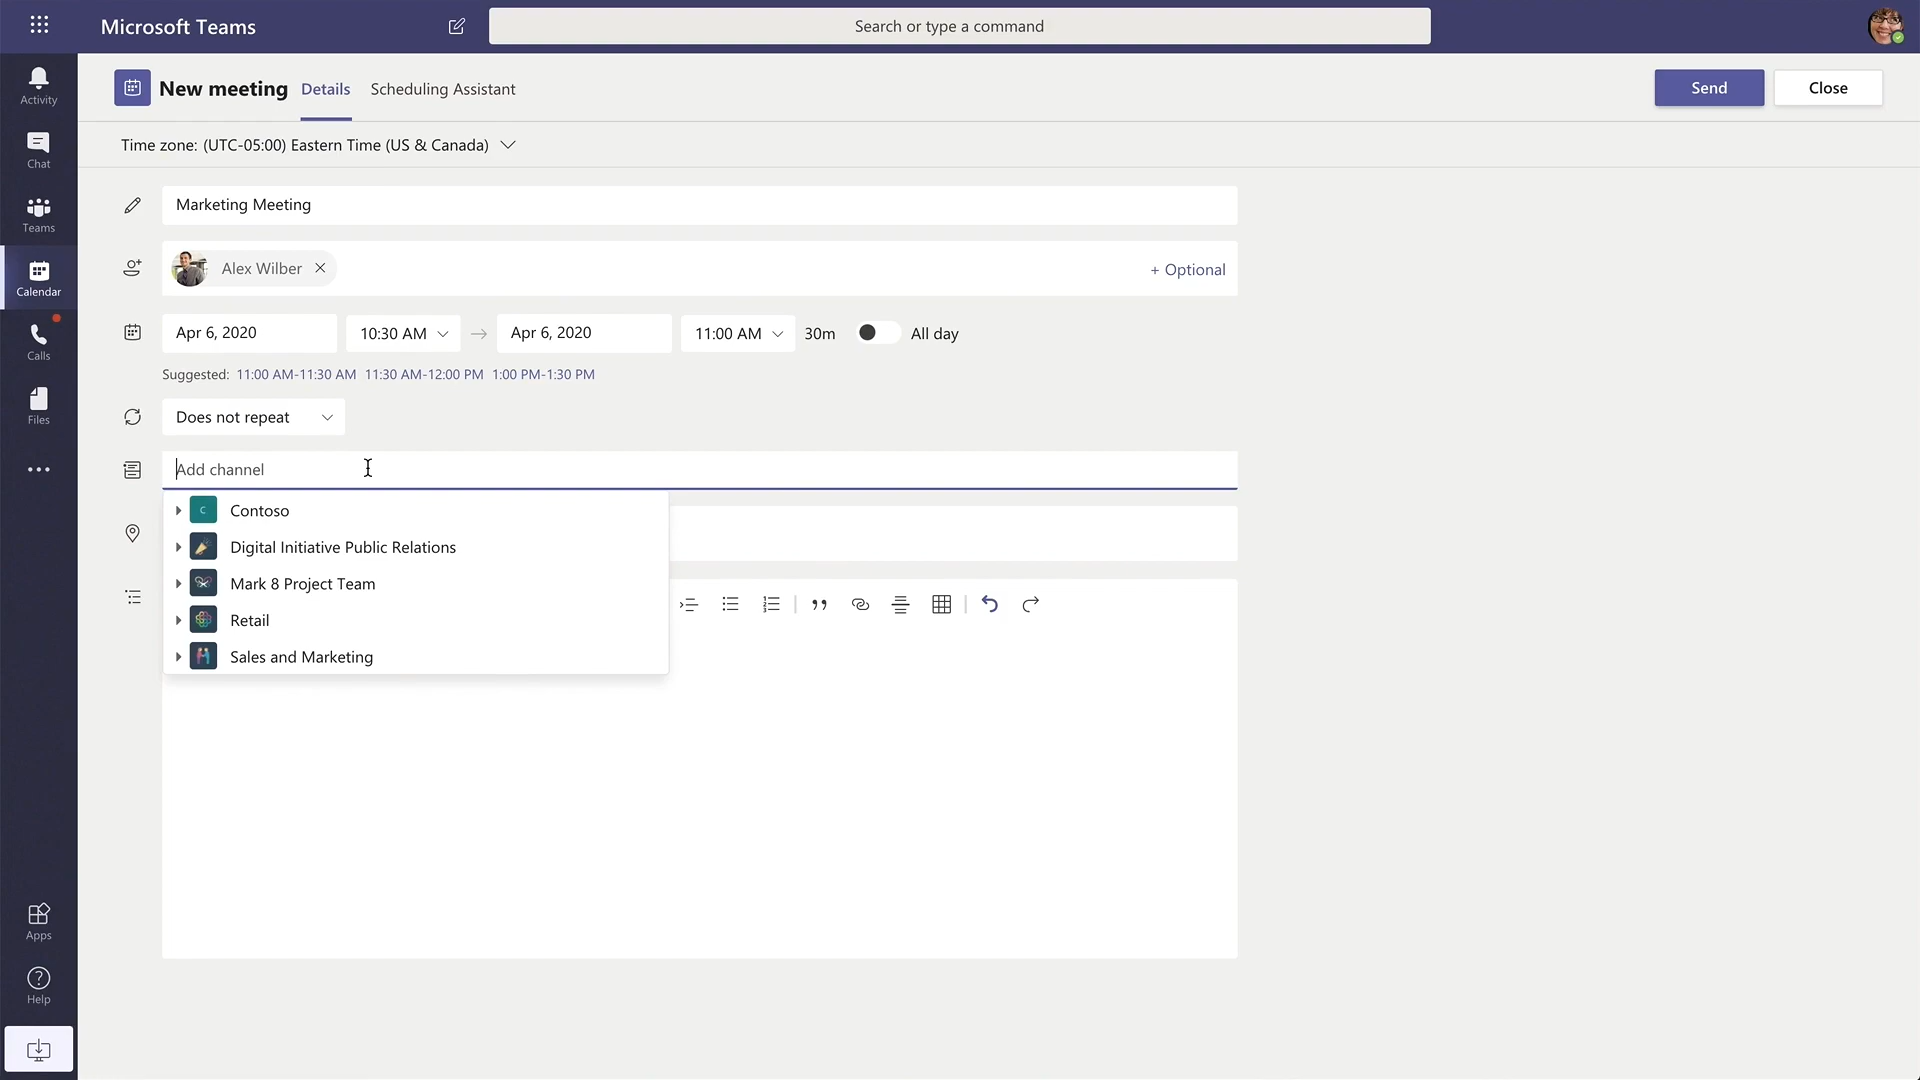 Microsoft Teams
Search or type a command
Activity
Chat
Teams
Calendar
Calls
Files
Apps
Help
New meeting Details Scheduling Assistant
Send Close
Time zone: (UTC-05:00) Eastern Time (US & Canada)
Marketing Meeting
Alex Wilber + Optional
Apr 6, 2020 10:30 AM Apr 6, 2020 11:00 AM 30m All day
Suggested: 11:00 AM-11:30 AM 11:30 AM-12:00 PM 1:00 PM-1:30 PM
Does not repeat
Add channel
C Contoso
Digital Initiative Public Relations
Mark 8 Project Team
Retail
Sales and Marketing